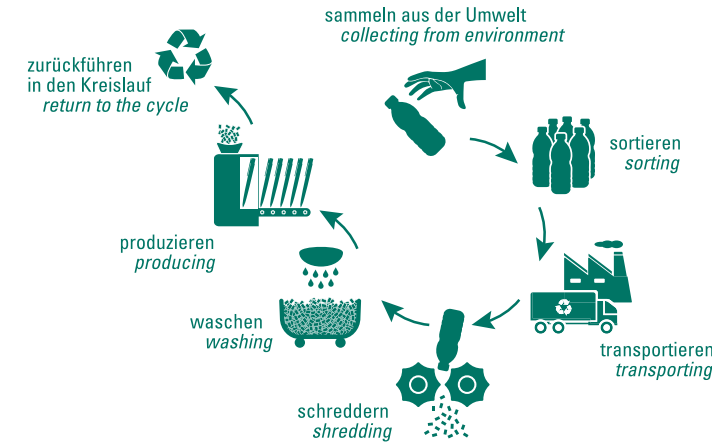 sammeln aus der Umwelt
collecting from environment
sortieren
sorting
transportieren
transporting
schreddern
shredding
waschen
washing
produzieren
producing
zurückführen
in den Kreislauf
return to the cycle